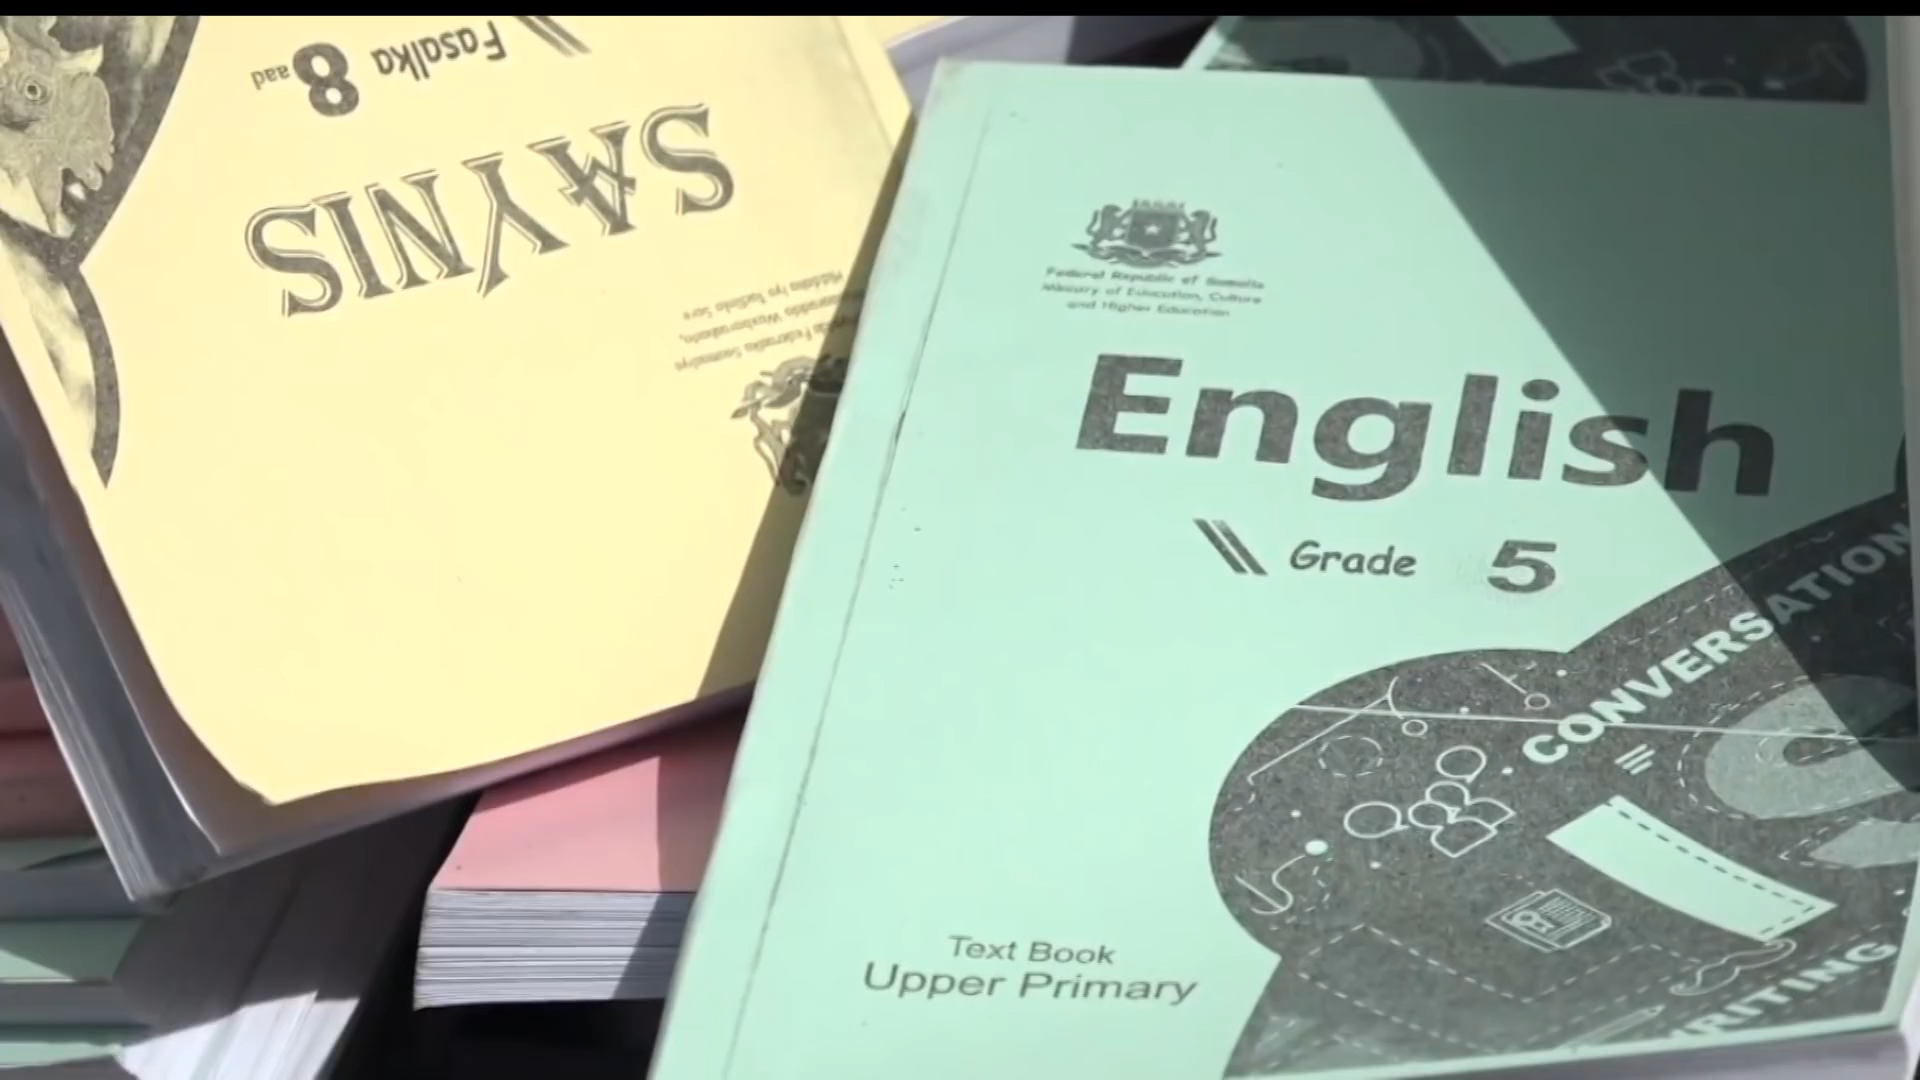 Fasalka 8aad
SAYNIS
Federal Republic of Somalia
Ministry of Education, Culture
and Higher Education
English
Grade 5
CONVERSATION
WRITING
Text Book
Upper Primary